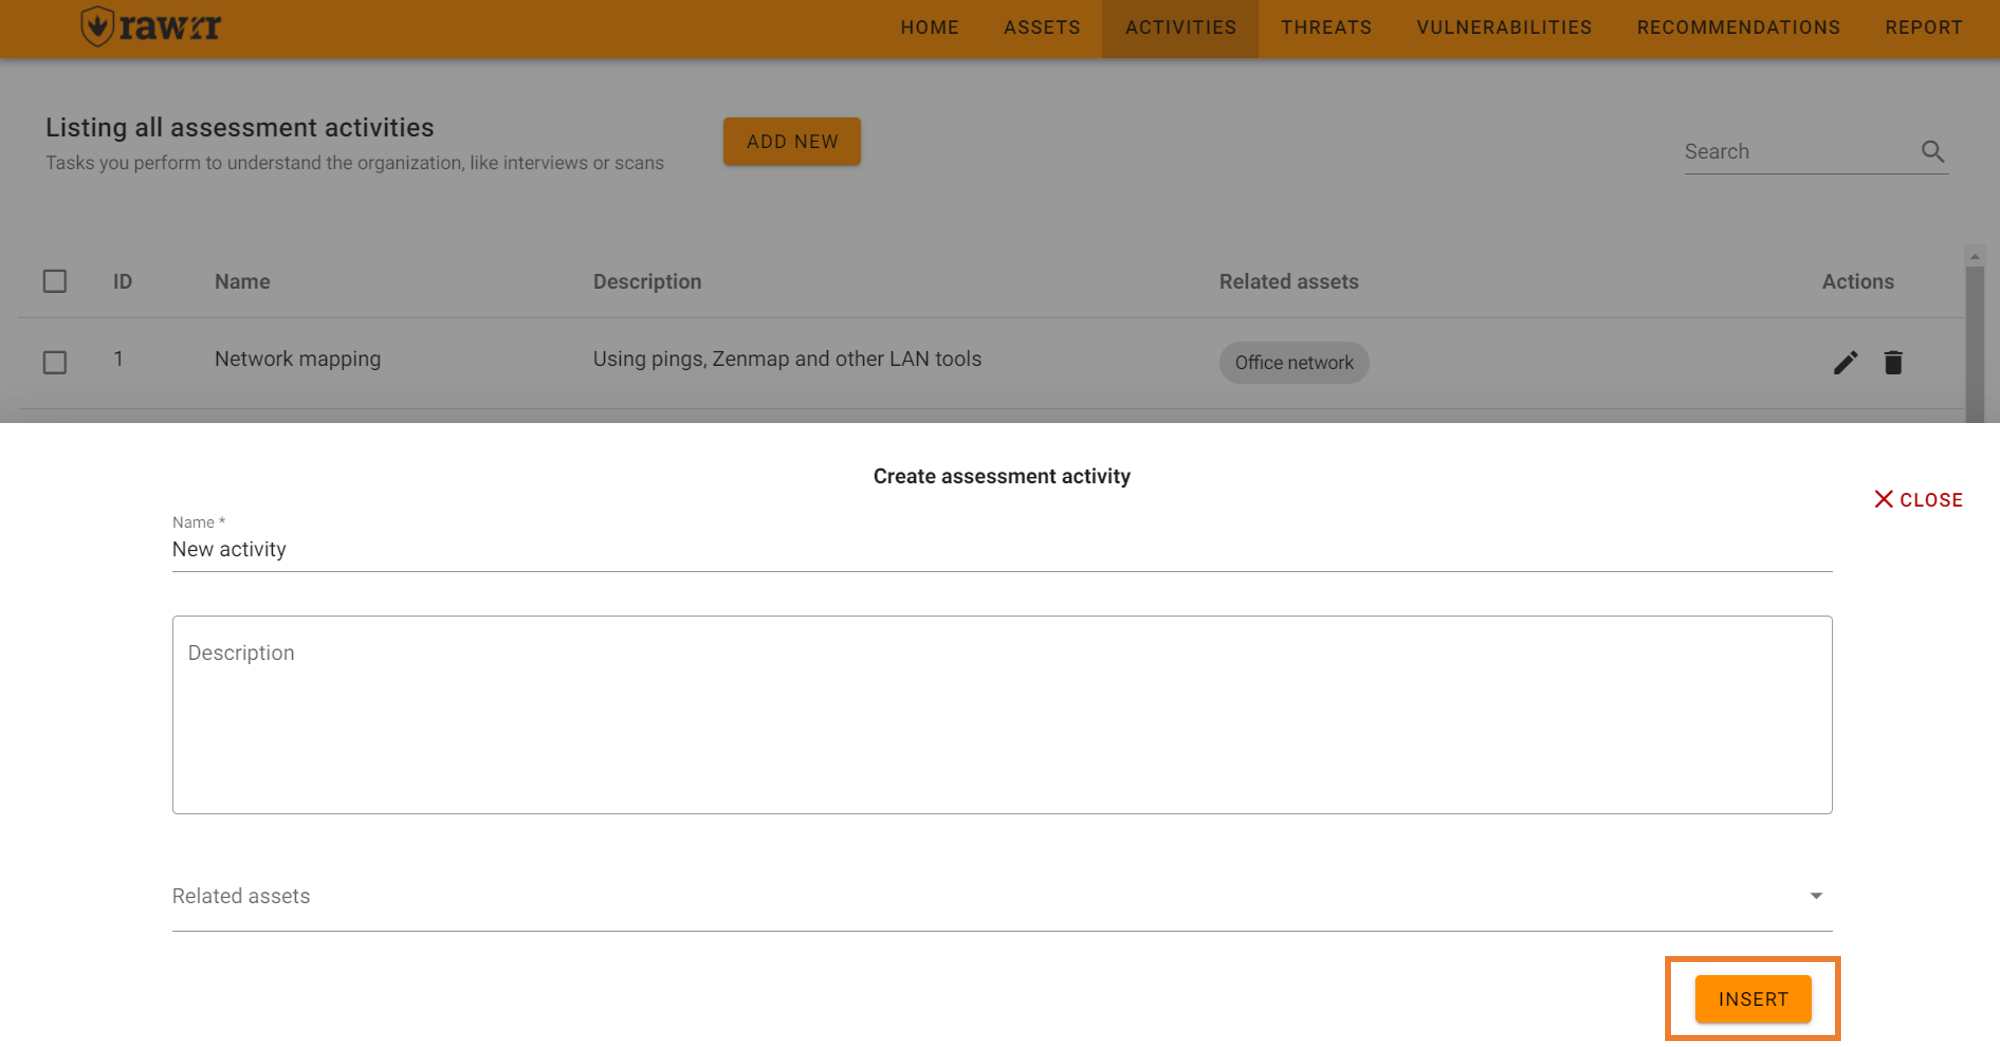 rawrr
HOME ASSETS ACTIVITIES THREATS VULNERABILITIES RECOMMENDATIONS REPORT
Listing all assessment activities
Tasks you perform to understand the organization, like interviews or scans
ADD NEW
Search
ID Name Description Related assets Actions
1 Network mapping Using pings, Zenmap and other LAN tools Office network
Create assessment activity
CLOSE
Name *
New activity
Description
Related assets
INSERT